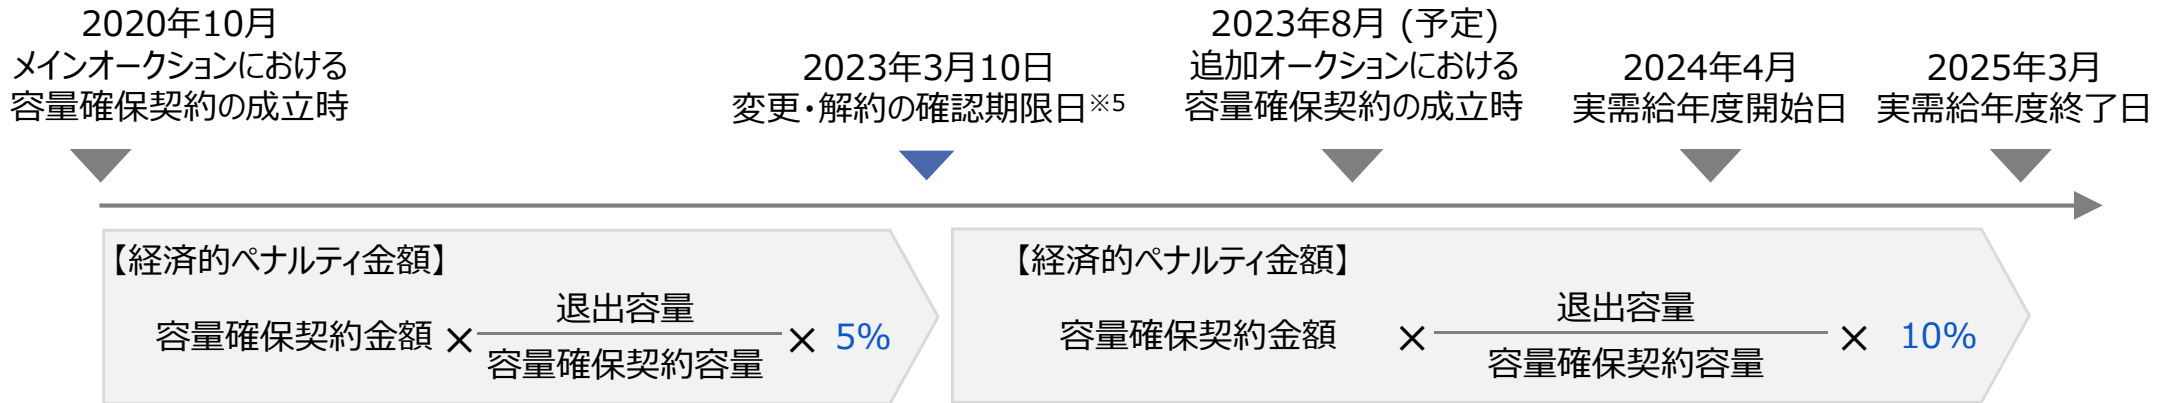 2020年10月
メインオークションにおける
容量確保契約の成立時
2023年3月10日
変更・解約の確認期限日※5
2023年8月 (予定)
追加オークションにおける
容量確保契約の成立時
2024年4月
実需給年度開始日
2025年3月
実需給年度終了日
【経済的ペナルティ金額】
容量確保契約金額 × 退出容量 / 容量確保契約容量 × 5%
【経済的ペナルティ金額】
容量確保契約金額 × 退出容量 / 容量確保契約容量 × 10%